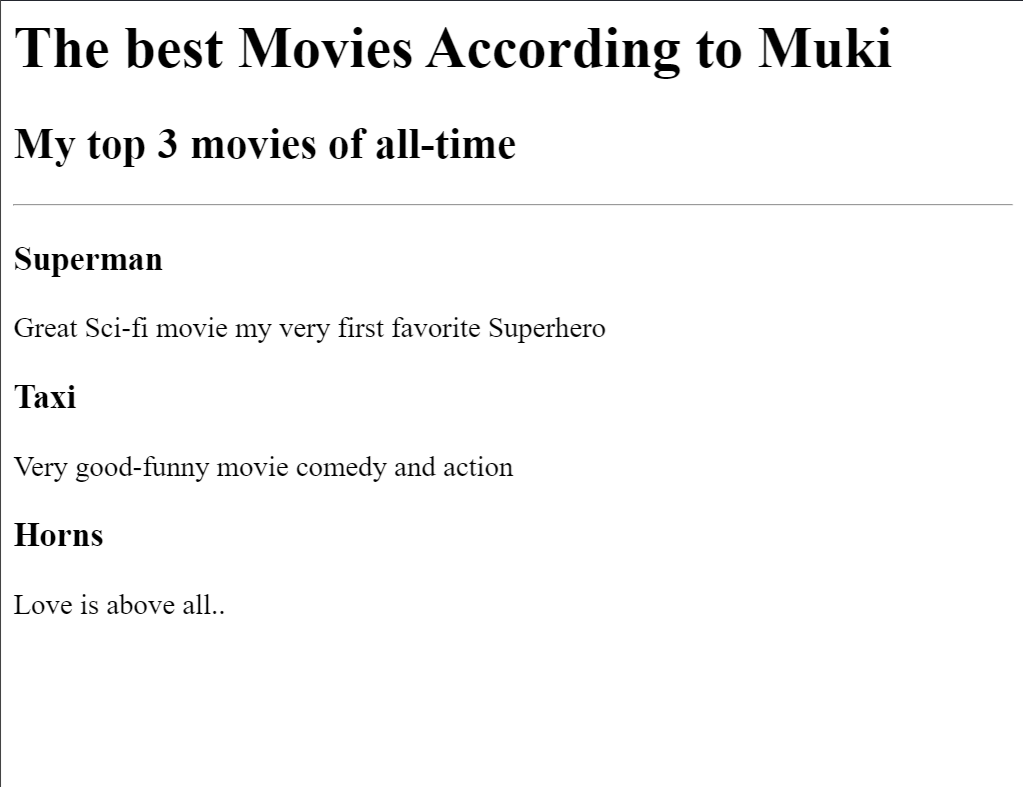 The best Movies According to Muki
My top 3 movies of all-time
Superman
Great Sci-fi movie my very first favorite Superhero
Taxi
Very good-funny movie comedy and action
Horns
Love is above all..